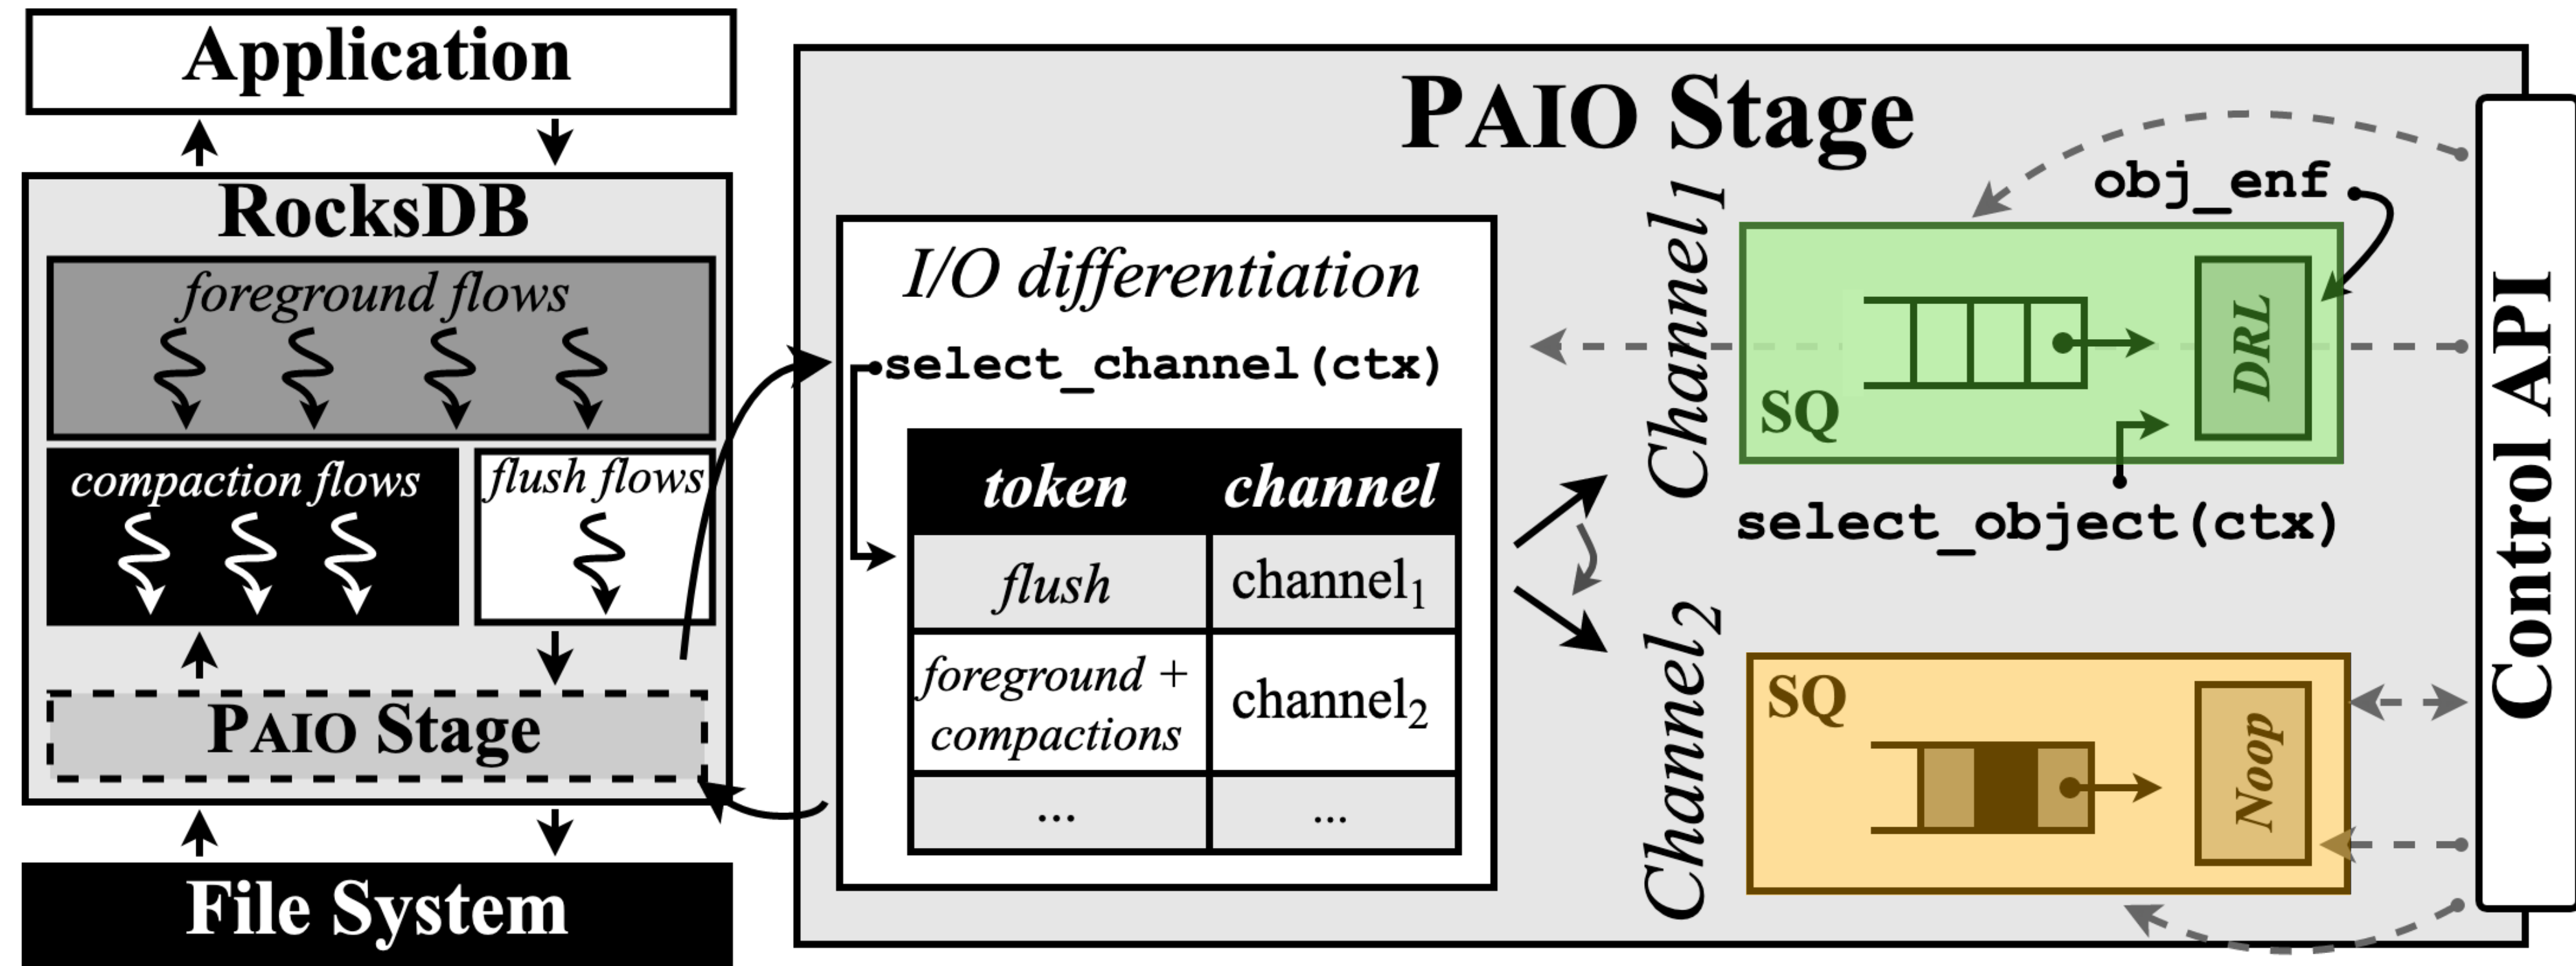 Application
RocksDB
foreground flows
compaction flows
flush flows
PAIO Stage
File System
PAIO Stage
I/O differentiation
select_channel(ctx)
token channel
flush channel1
foreground +
compactions
channel2
... ...
Channel1
obj_enf
SQ
DRL
select_object(ctx)
Channel2
SQ
Noop
Control API